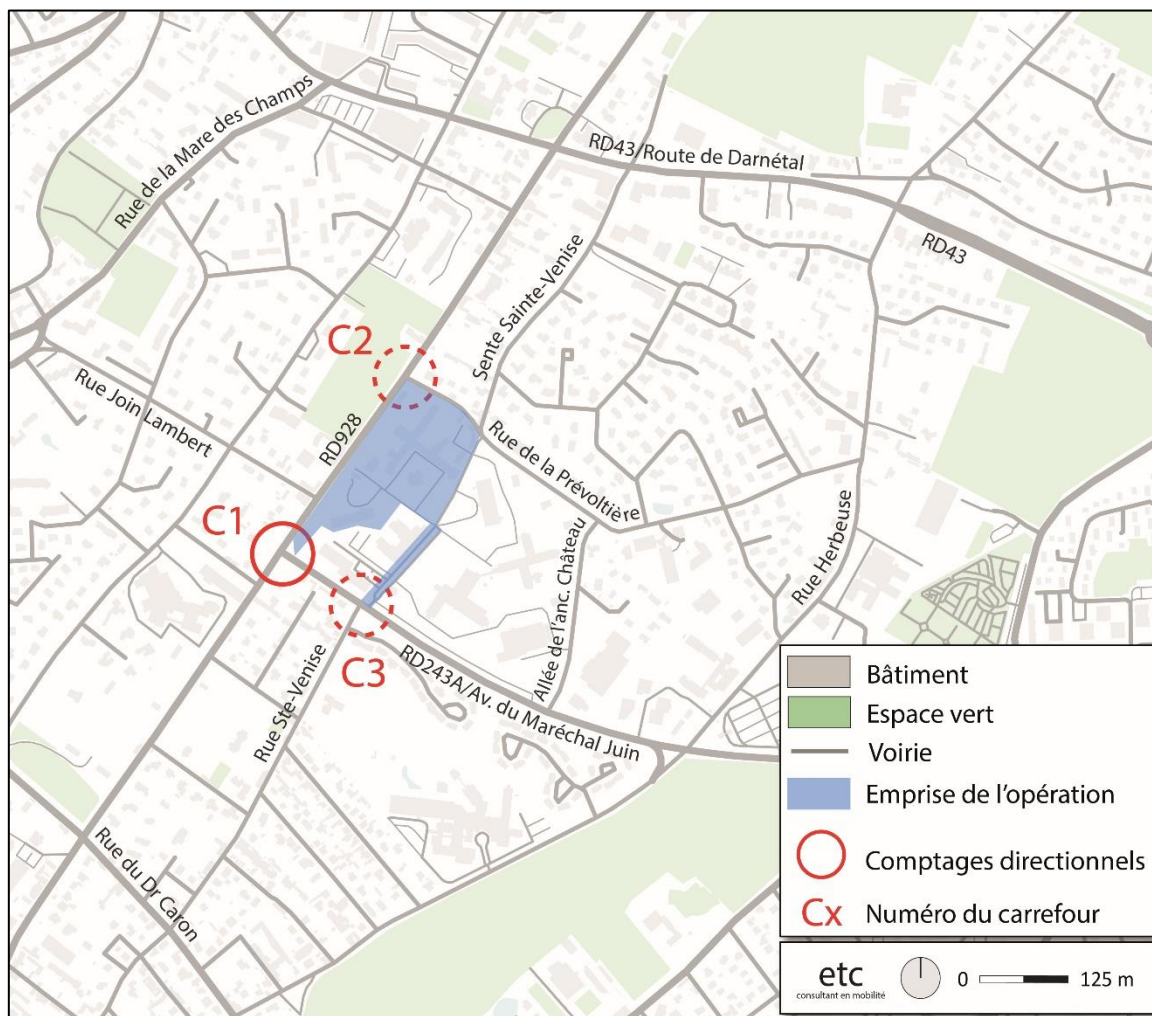 Rue de la Mare des Champs
RD43/Route de Darnétal
RD43
Sente Sainte-Venise
C2
Rue Join Lambert
RD928
Rue de la Prévoltière
C1
Allée de l'anc. Château
Rue Herbeuse
C3
Rue Ste-Venise
RD243A/Av. du Maréchal Juin
Rue du Dr Caron
Bâtiment
Espace vert
Voirie
Emprise de l'opération
Comptages directionnels
Cx Numéro du carrefour
etc
consultant en mobilité
0 125 m